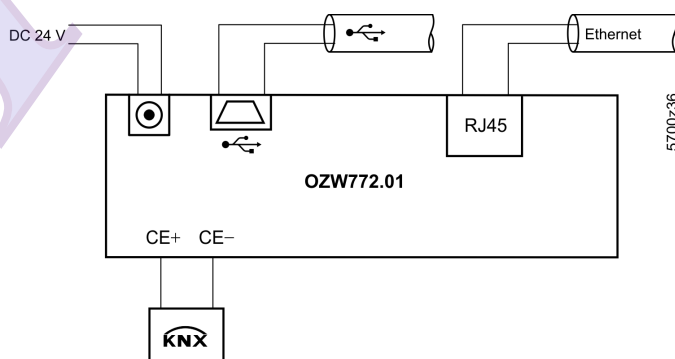 DC 24 V
Ethernet
RJ45
5700z36
OZW772.01
CE+ CE−
KNX